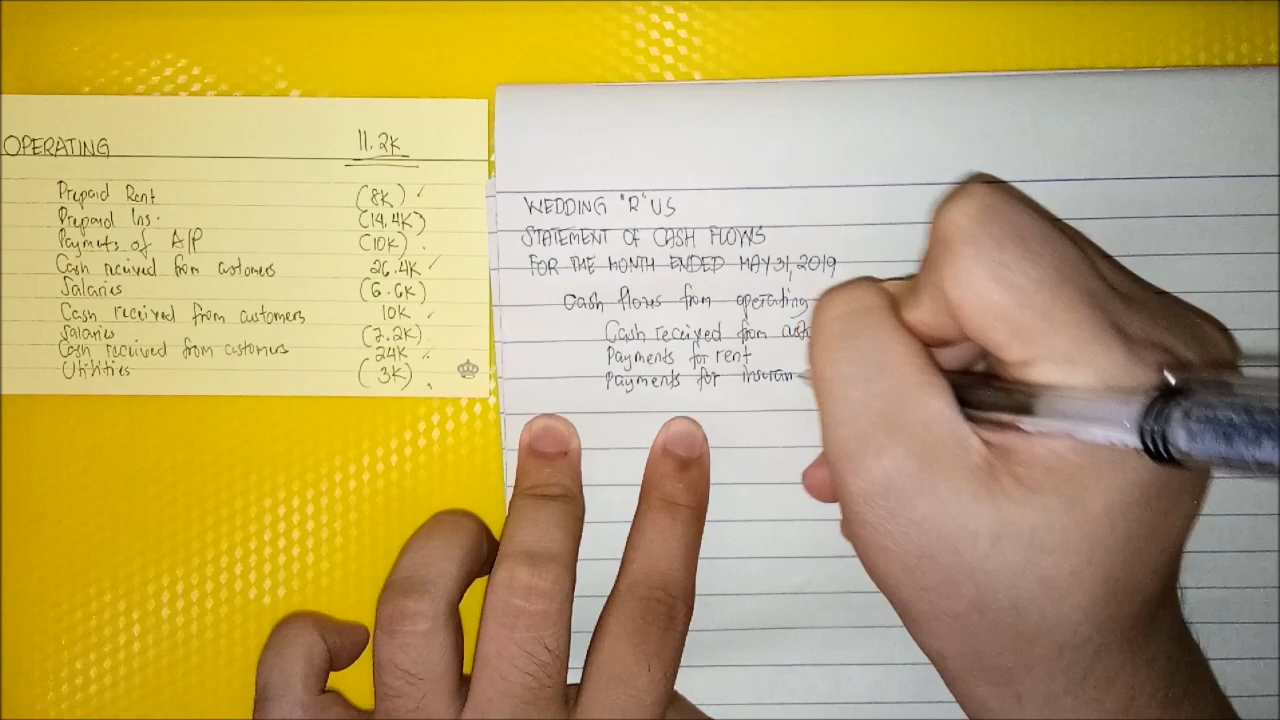 OPERATING 11.2K
Prepaid Rent (8K) ✓
Prepaid Ins. (14.4K)
Payments of A/P (10K)
Cash received from customers 26.4K ✓
Salaries (6.6K)
Cash received from customers 10K ✓
Salaries (7.2K)
Cash received from customers 24K ✓
Utilities (3K)
WEDDING "R" US
STATEMENT OF CASH FLOWS
FOR THE MONTH ENDED MAY 31, 2019
Cash flows from operating
Cash received from
Payments for rent
Payments for insuran